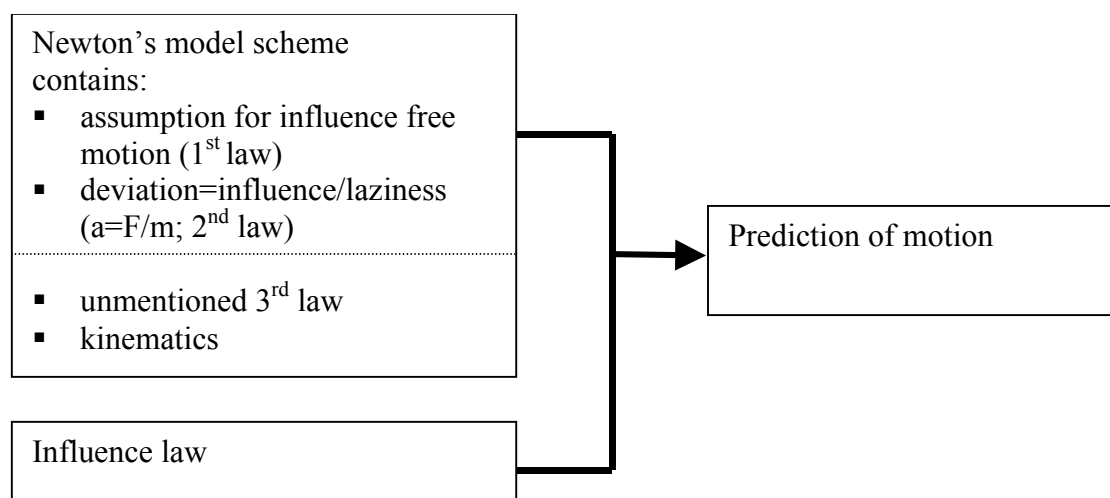 Newton’s model scheme
contains:
▪ assumption for influence free
motion (1st law)
▪ deviation=influence/laziness
(a=F/m; 2nd law)
▪ unmentioned 3rd law
▪ kinematics
Influence law
Prediction of motion